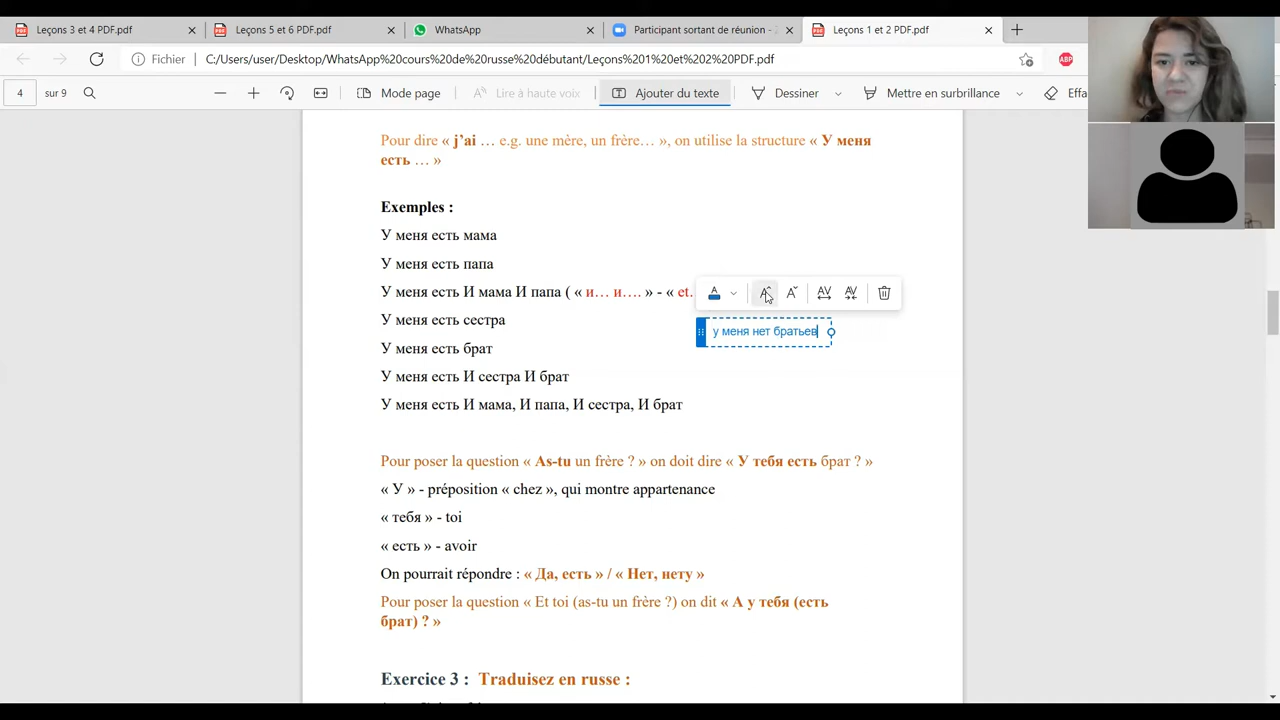 Leçons 3 et 4 PDF.pdf
Leçons 5 et 6 PDF.pdf
WhatsApp
Participant sortant de réunion - 
Leçons 1 et 2 PDF.pdf
Fichier
C:/Users/user/Desktop/WhatsApp%20cours%20de%20russe%20débutant/Leçons%201%20et%202%20PDF.pdf
ABP
4 sur 9
Mode page
Lire à haute voix
Ajouter du texte
Dessiner
Mettre en surbrillance
Effa
Pour dire « j’ai … e.g. une mère, un frère… », on utilise la structure « У меня
есть … »
Exemples :
У меня есть мама
У меня есть папа
У меня есть И мама И папа ( « и… и…. » - « et.
У меня есть сестра
у меня нет братьев
У меня есть брат
У меня есть И сестра И брат
У меня есть И мама, И папа, И сестра, И брат
Pour poser la question « As-tu un frère ? » on doit dire « У тебя есть брат ? »
« У » - préposition « chez », qui montre appartenance
« тебя » - toi
« есть » - avoir
On pourrait répondre : « Да, есть » / « Нет, нету »
Pour poser la question « Et toi (as-tu un frère ?) on dit « А у тебя (есть
брат) ? »
Exercice 3 : Traduisez en russe :